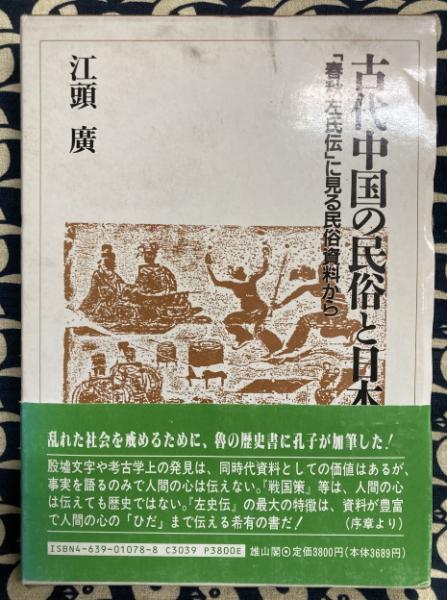 古代中国の民俗と日本
「春秋左氏伝」に見る民俗資料から
江頭 廣
乱れた社会を戒めるために、魯の歴史書に孔子が加筆した!
殷墟文字や考古学上の発見は、同時代資料としての価値はあるが、
事実を語るのみで人間の心は伝えない。『戦国策』等は、人間の心
は伝えても歴史ではない。『左史伝』の最大の特徴は、資料が豊富
で人間の心の「ひだ」まで伝える希有の書だ! (序章より)
ISBN4-639-01078-8 C3039 P3800E 雄山閣 定価3800円(本体3689円)